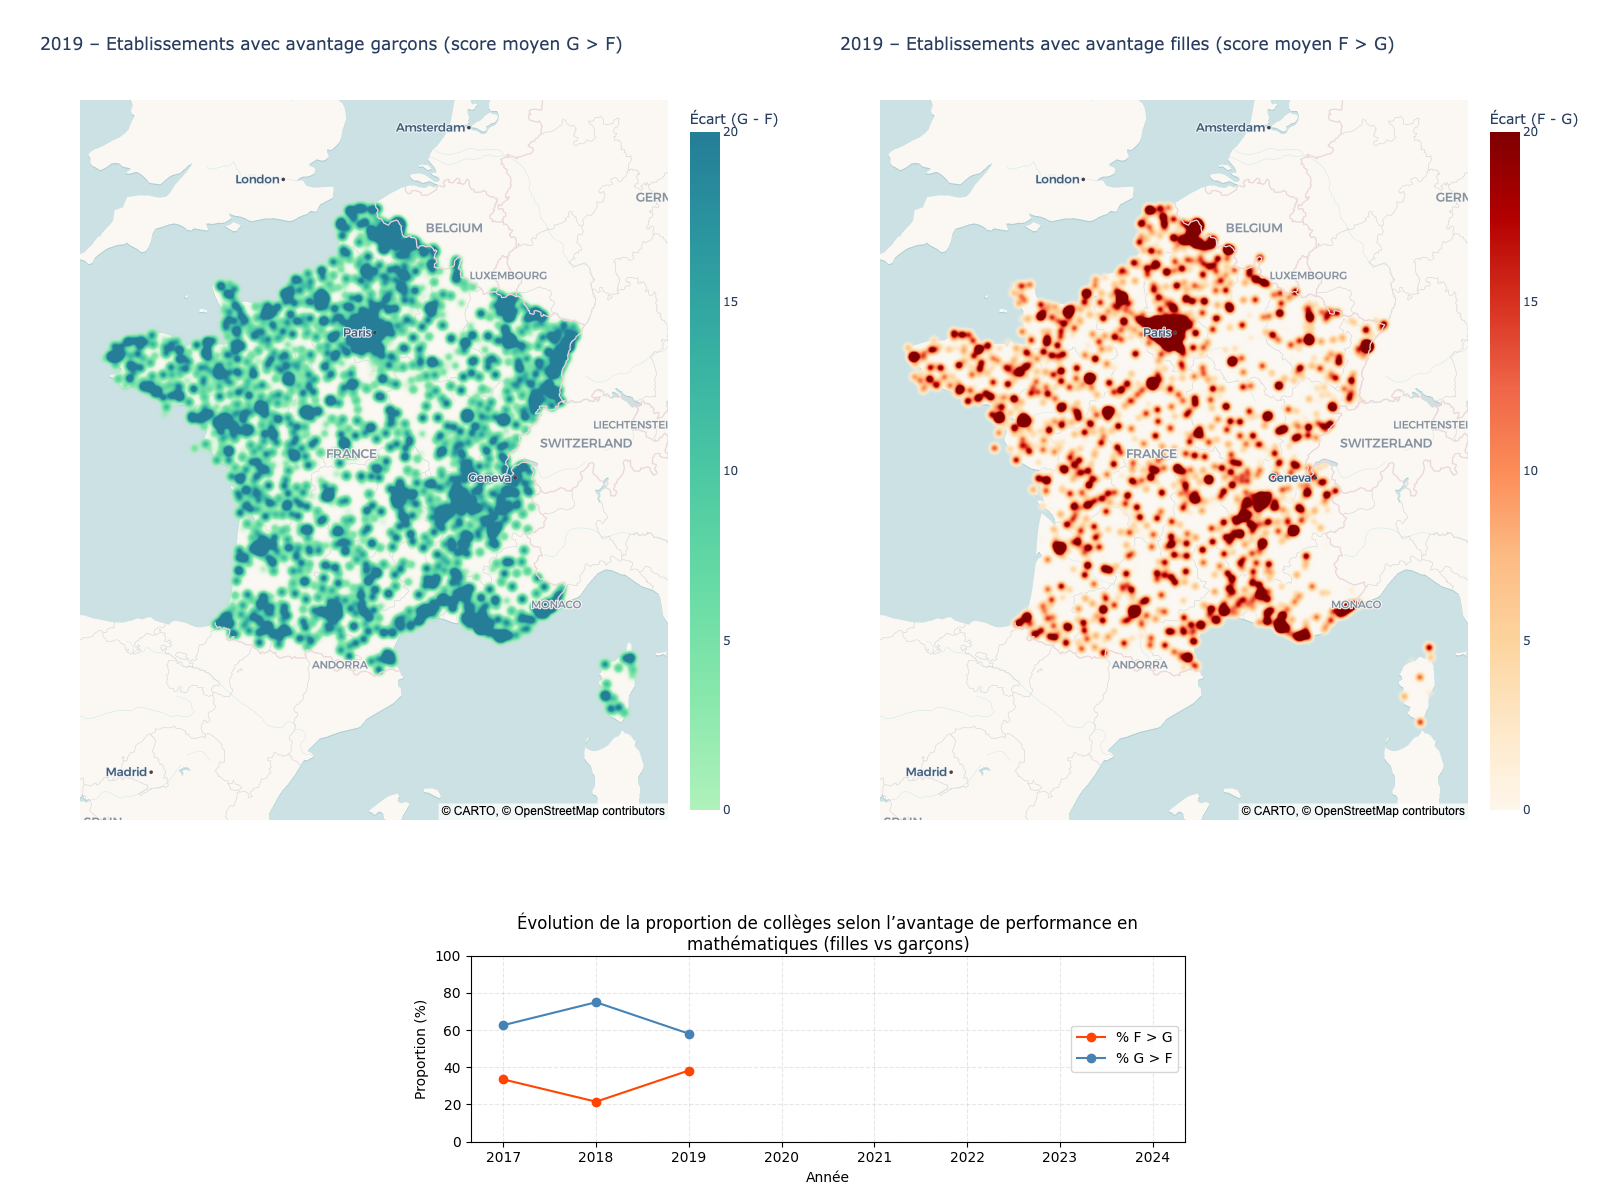 2019 – Etablissements avec avantage garçons (score moyen G > F)
2019 – Etablissements avec avantage filles (score moyen F > G)
Écart (G - F)
20
15
10
5
0
Amsterdam
London
GERM
BELGIUM
LUXEMBOURG
Paris
LIECHTENSTEI
SWITZERLAND
FRANCE
Geneva
MONACO
ANDORRA
Madrid
SPAIN
© CARTO, © OpenStreetMap contributors
Écart (F - G)
20
15
10
5
0
Amsterdam
London
GERM
BELGIUM
LUXEMBOURG
Paris
LIECHTENSTEI
SWITZERLAND
FRANCE
Geneva
MONACO
ANDORRA
Madrid
SPAIN
© CARTO, © OpenStreetMap contributors
Évolution de la proportion de collèges selon l’avantage de performance en
mathématiques (filles vs garçons)
Proportion (%)
100
80
60
40
20
0
% F > G
% G > F
2017 2018 2019 2020 2021 2022 2023 2024
Année